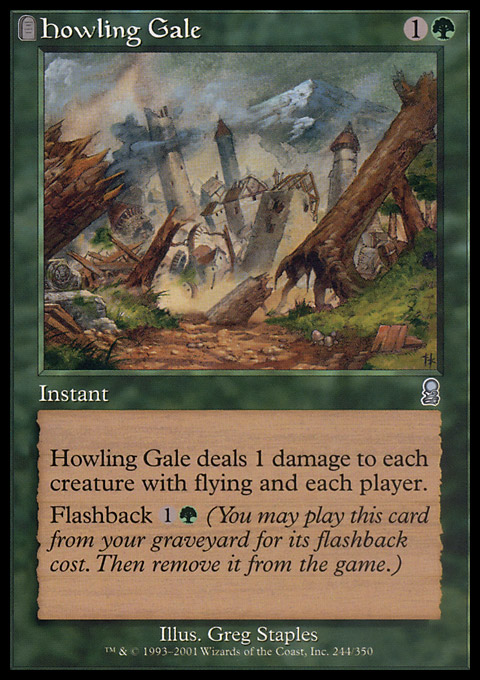 Howling Gale 1
Instant
Howling Gale deals 1 damage to each
creature with flying and each player.
Flashback 1 (You may play this card
from your graveyard for its flashback
cost. Then remove it from the game.)
Illus. Greg Staples
™ & © 1993–2001 Wizards of the Coast, Inc. 244/350